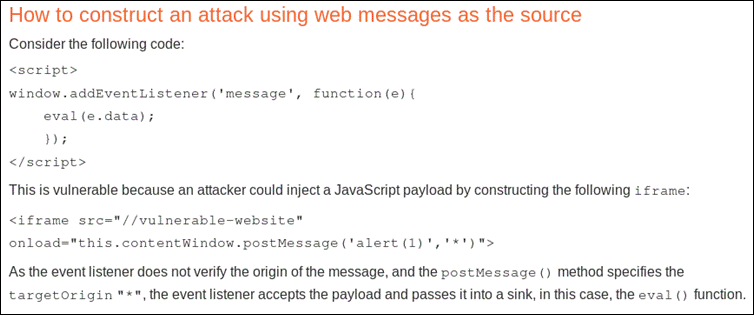 How to construct an attack using web messages as the source
Consider the following code:
<script>
window.addEventListener('message', function(e){
    eval(e.data);
    });
</script>
This is vulnerable because an attacker could inject a JavaScript payload by constructing the following iframe:
<iframe src="//vulnerable-website"
onload="this.contentWindow.postMessage('alert(1)','*')">
As the event listener does not verify the origin of the message, and the postMessage() method specifies the
targetOrigin "*", the event listener accepts the payload and passes it into a sink, in this case, the eval() function.